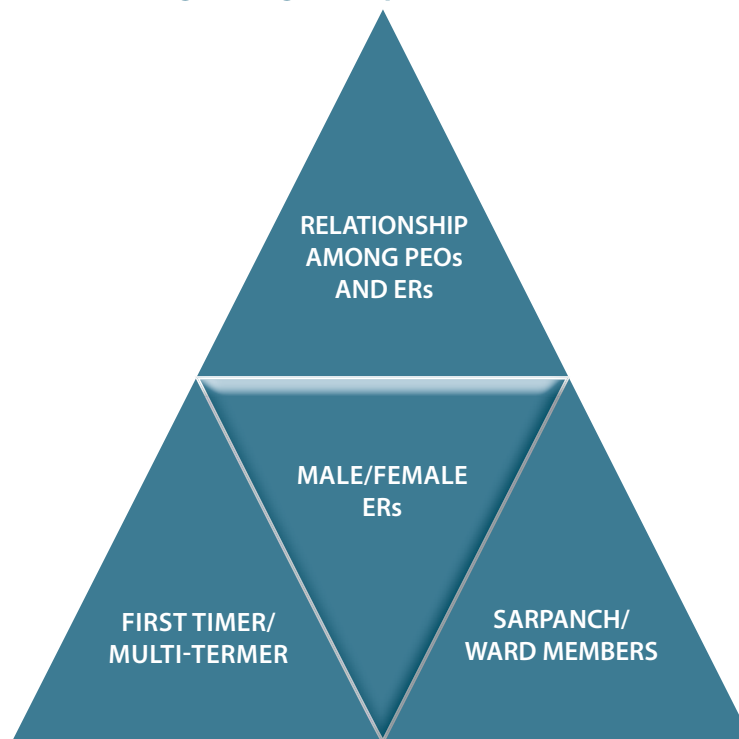 RELATIONSHIP
AMONG PEOs
AND ERs
MALE/FEMALE
ERs
FIRST TIMER/
MULTI-TERMER
SARPANCH/
WARD MEMBERS